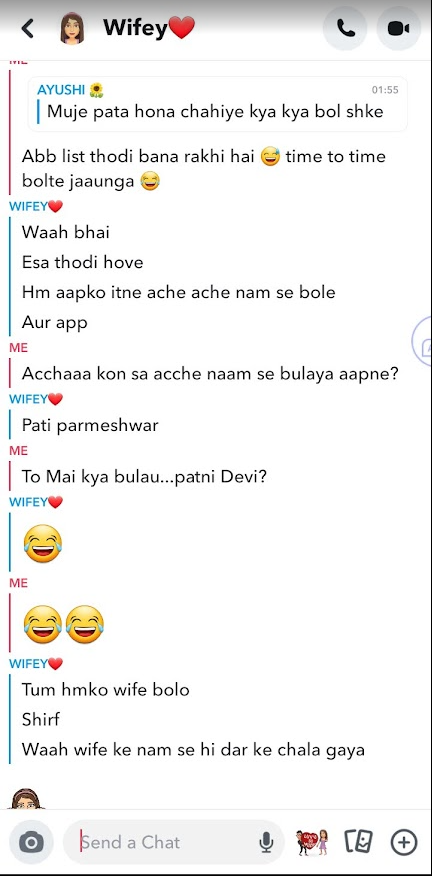 Wifey❤️
ME
AYUSHI 🌻 01:55
Muje pata hona chahiye kya kya bol shke
Abb list thodi bana rakhi hai 😅 time to time
bolte jaaunga 😅
WIFEY❤️
Waah bhai
Esa thodi hove
Hm aapko itne ache ache nam se bole
Aur app
ME
Acchaaa kon sa acche naam se bulaya aapne?
WIFEY❤️
Pati parmeshwar
ME
To Mai kya bulau...patni Devi?
WIFEY❤️
😂
ME
😂😂
WIFEY❤️
Tum hmko wife bolo
Shirf
Waah wife ke nam se hi dar ke chala gaya
Send a Chat